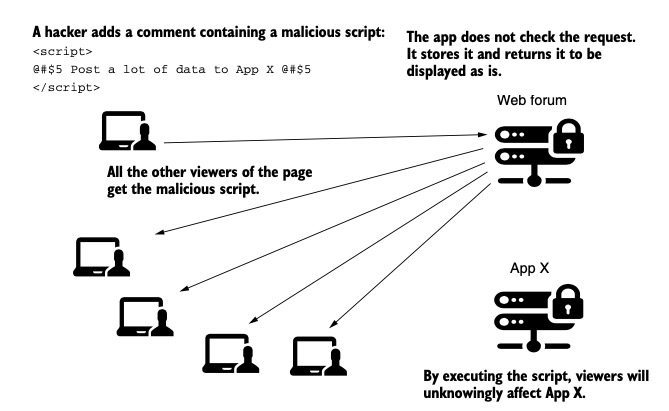 A hacker adds a comment containing a malicious script:
<script>
@#$5 Post a lot of data to App X @#$5
</script>
The app does not check the request.
It stores it and returns it to be
displayed as is.
Web forum
All the other viewers of the page
get the malicious script.
App X
By executing the script, viewers will
unknowingly affect App X.